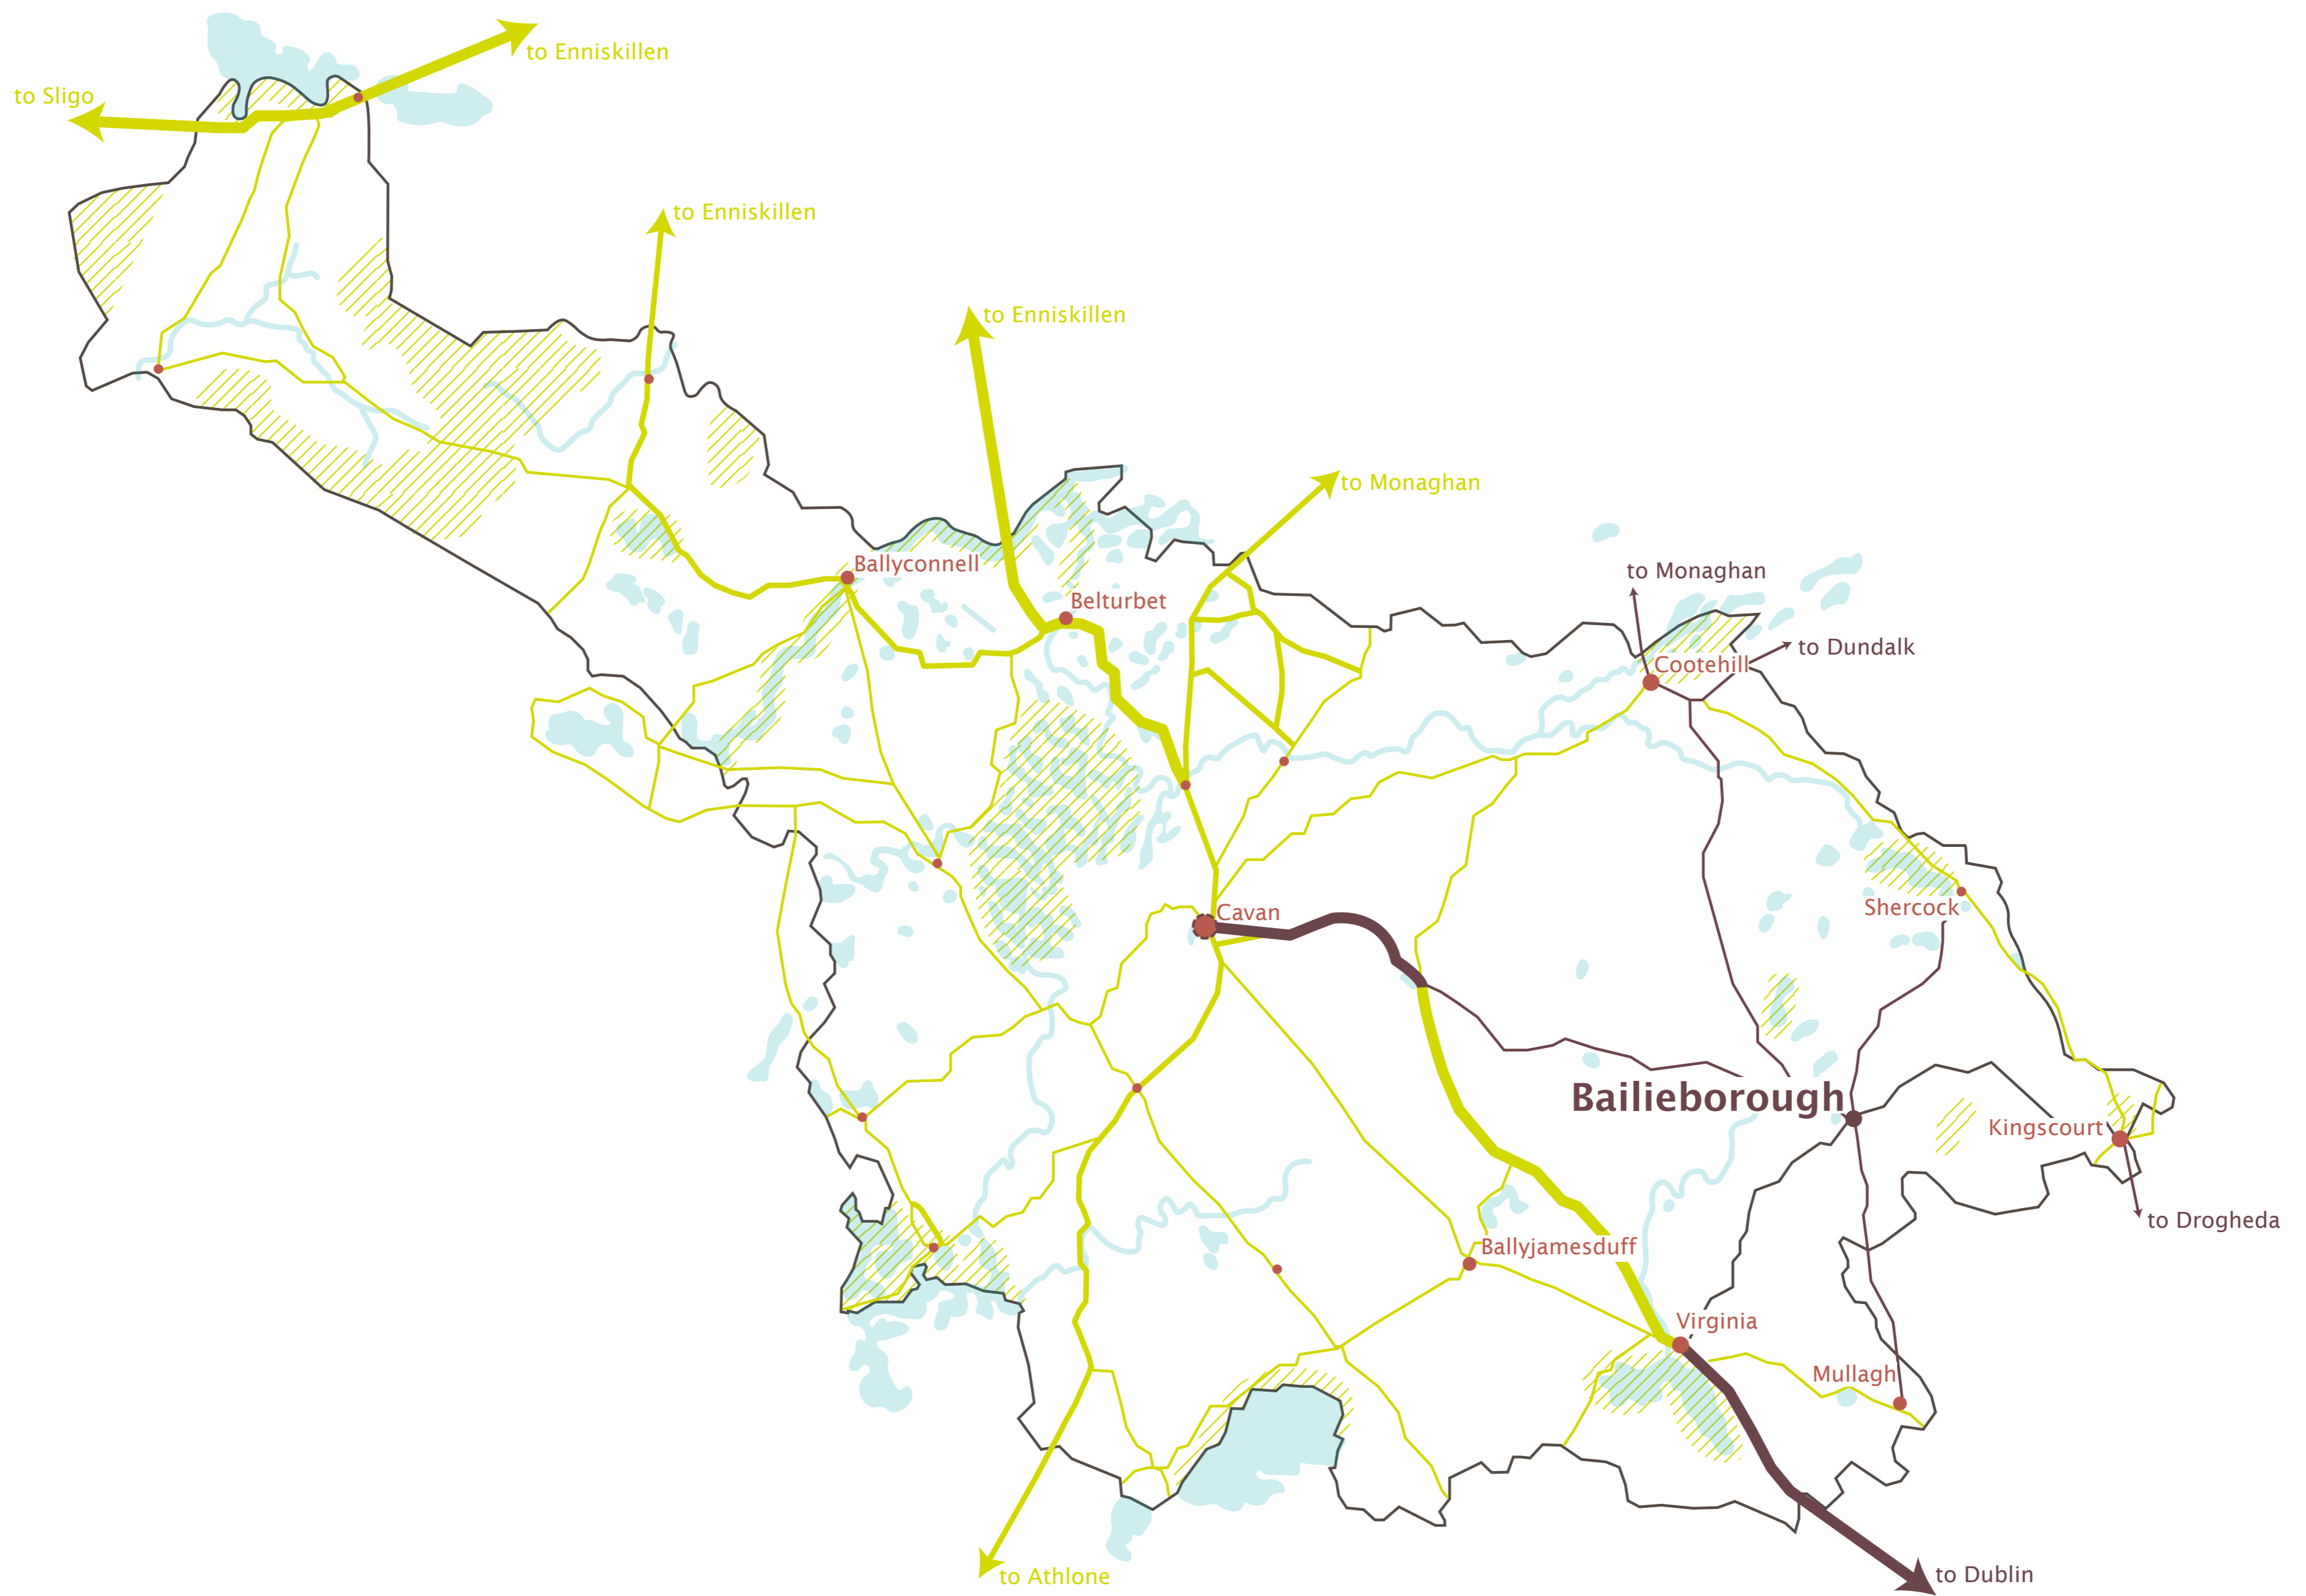 to Enniskillen
to Sligo
to Enniskillen
to Enniskillen
to Monaghan
Ballyconnell
to Monaghan
Belturbet
to Dundalk
Cootehill
Shercock
Cavan
Bailieborough
Kingscourt
to Drogheda
Ballyjamesduff
Virginia
Mullagh
to Dublin
to Athlone